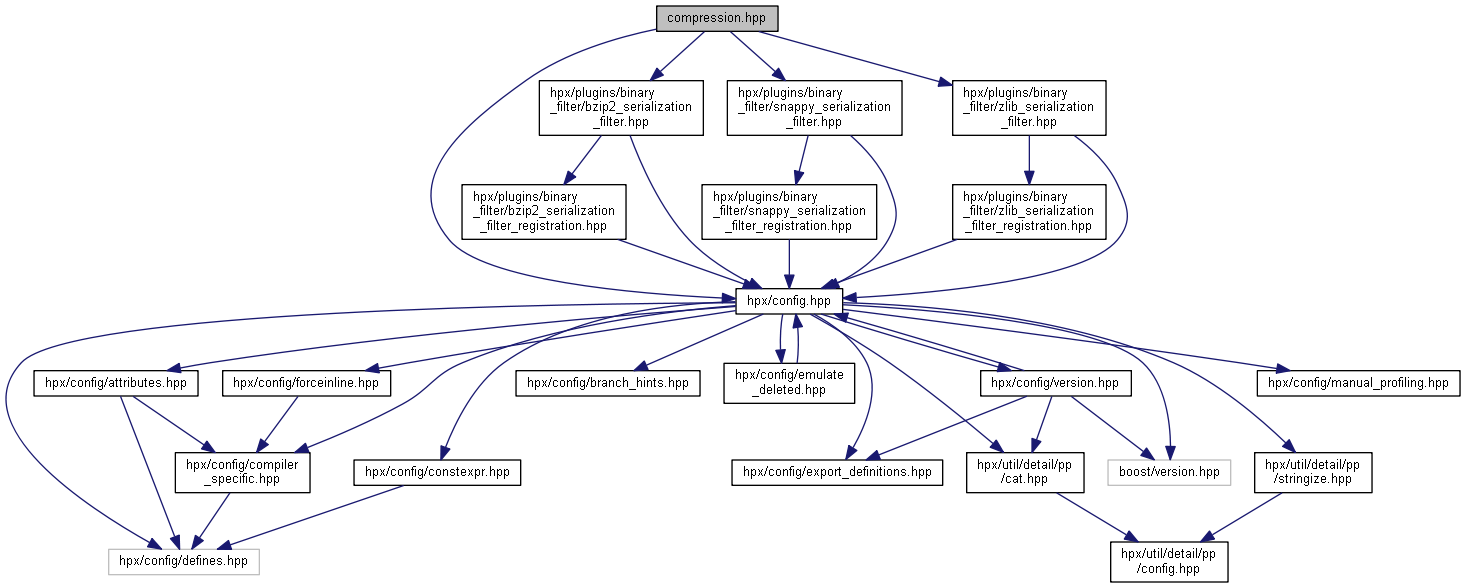 compression.hpp
hpx/plugins/binary
_filter/bzip2_serialization
_filter.hpp
hpx/plugins/binary
_filter/snappy_serialization
_filter.hpp
hpx/plugins/binary
_filter/zlib_serialization
_filter.hpp
hpx/plugins/binary
_filter/bzip2_serialization
_filter_registration.hpp
hpx/plugins/binary
_filter/snappy_serialization
_filter_registration.hpp
hpx/plugins/binary
_filter/zlib_serialization
_filter_registration.hpp
hpx/config.hpp
hpx/config/attributes.hpp
hpx/config/forceinline.hpp
hpx/config/branch_hints.hpp
hpx/config/emulate
_deleted.hpp
hpx/config/version.hpp
hpx/config/manual_profiling.hpp
hpx/config/compiler
_specific.hpp
hpx/config/constexpr.hpp
hpx/config/export_definitions.hpp
hpx/util/detail/pp
/cat.hpp
boost/version.hpp
hpx/util/detail/pp
/stringize.hpp
hpx/config/defines.hpp
hpx/util/detail/pp
/config.hpp